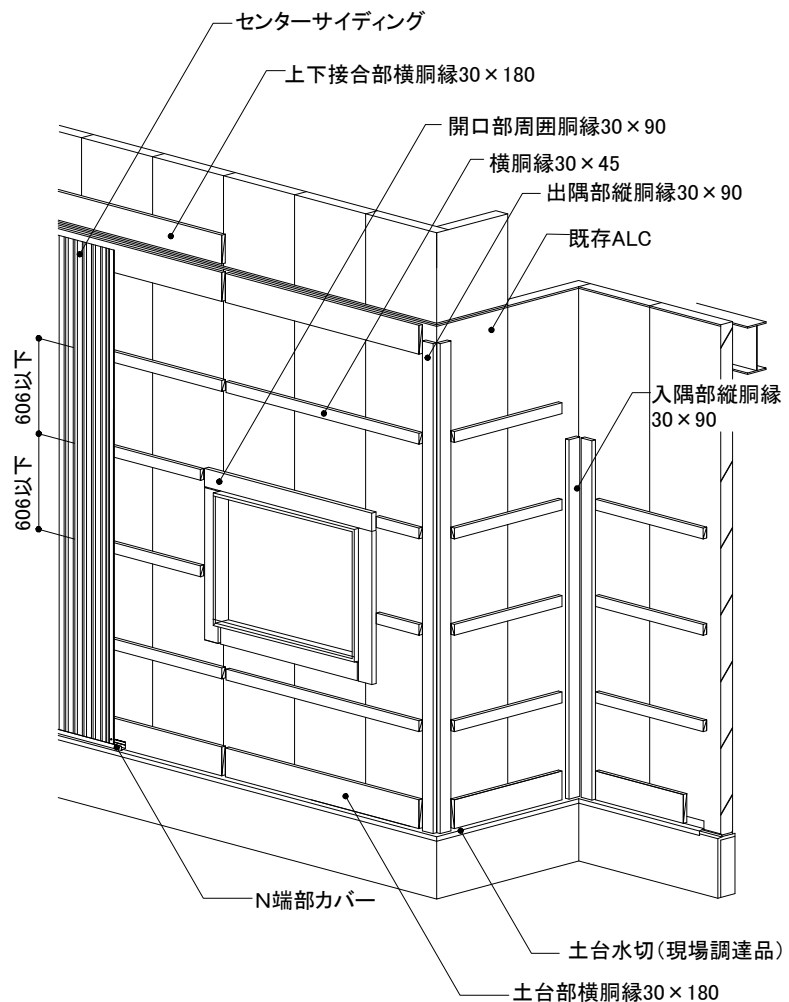 センターサイディング
上下接合部横胴縁30×180
開口部周囲胴縁30×90
横胴縁30×45
出隅部縦胴縁30×90
既存ALC
606以下
606以下
入隅部縦胴縁
30×90
N端部カバー
土台水切(現場調達品)
土台部横胴縁30×180